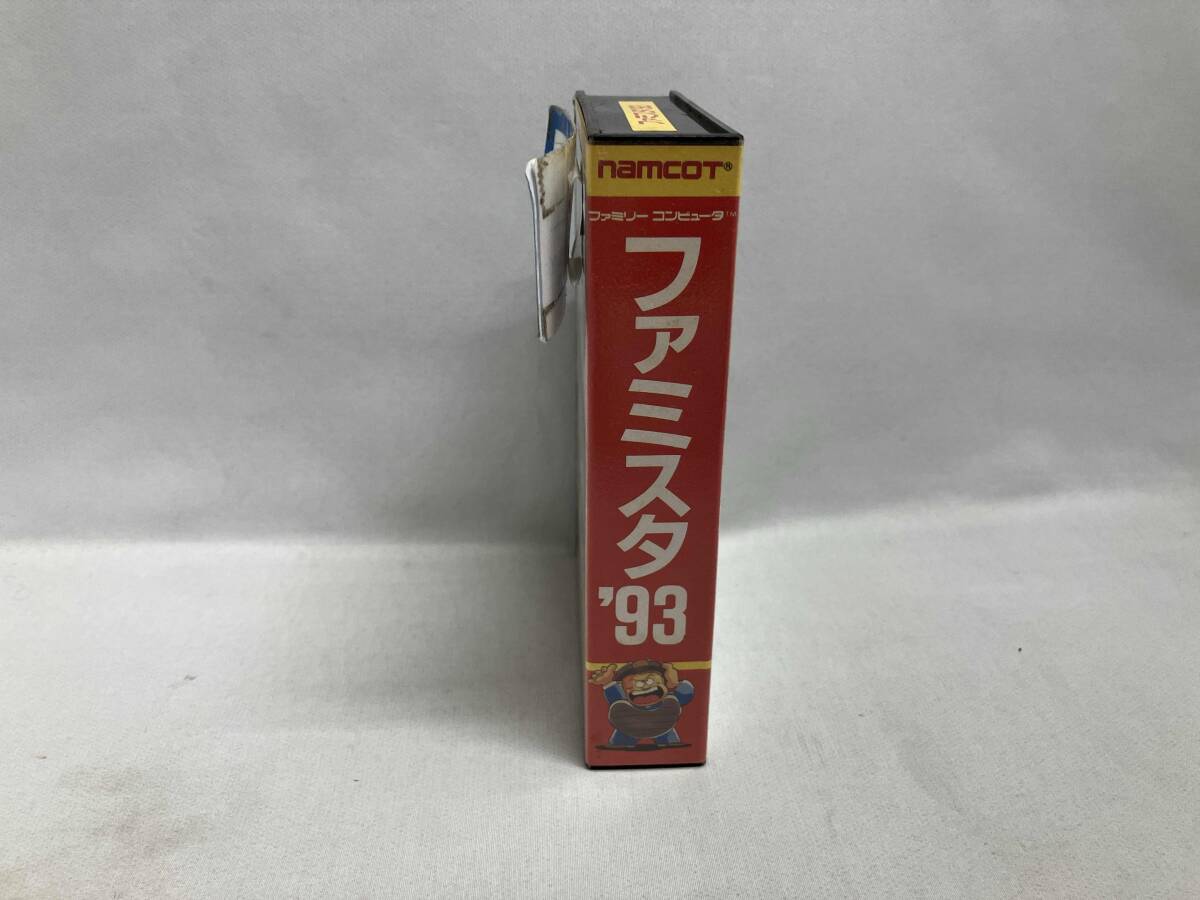 namcot®
ファミリー コンピュータ™
ファミスタ
'93